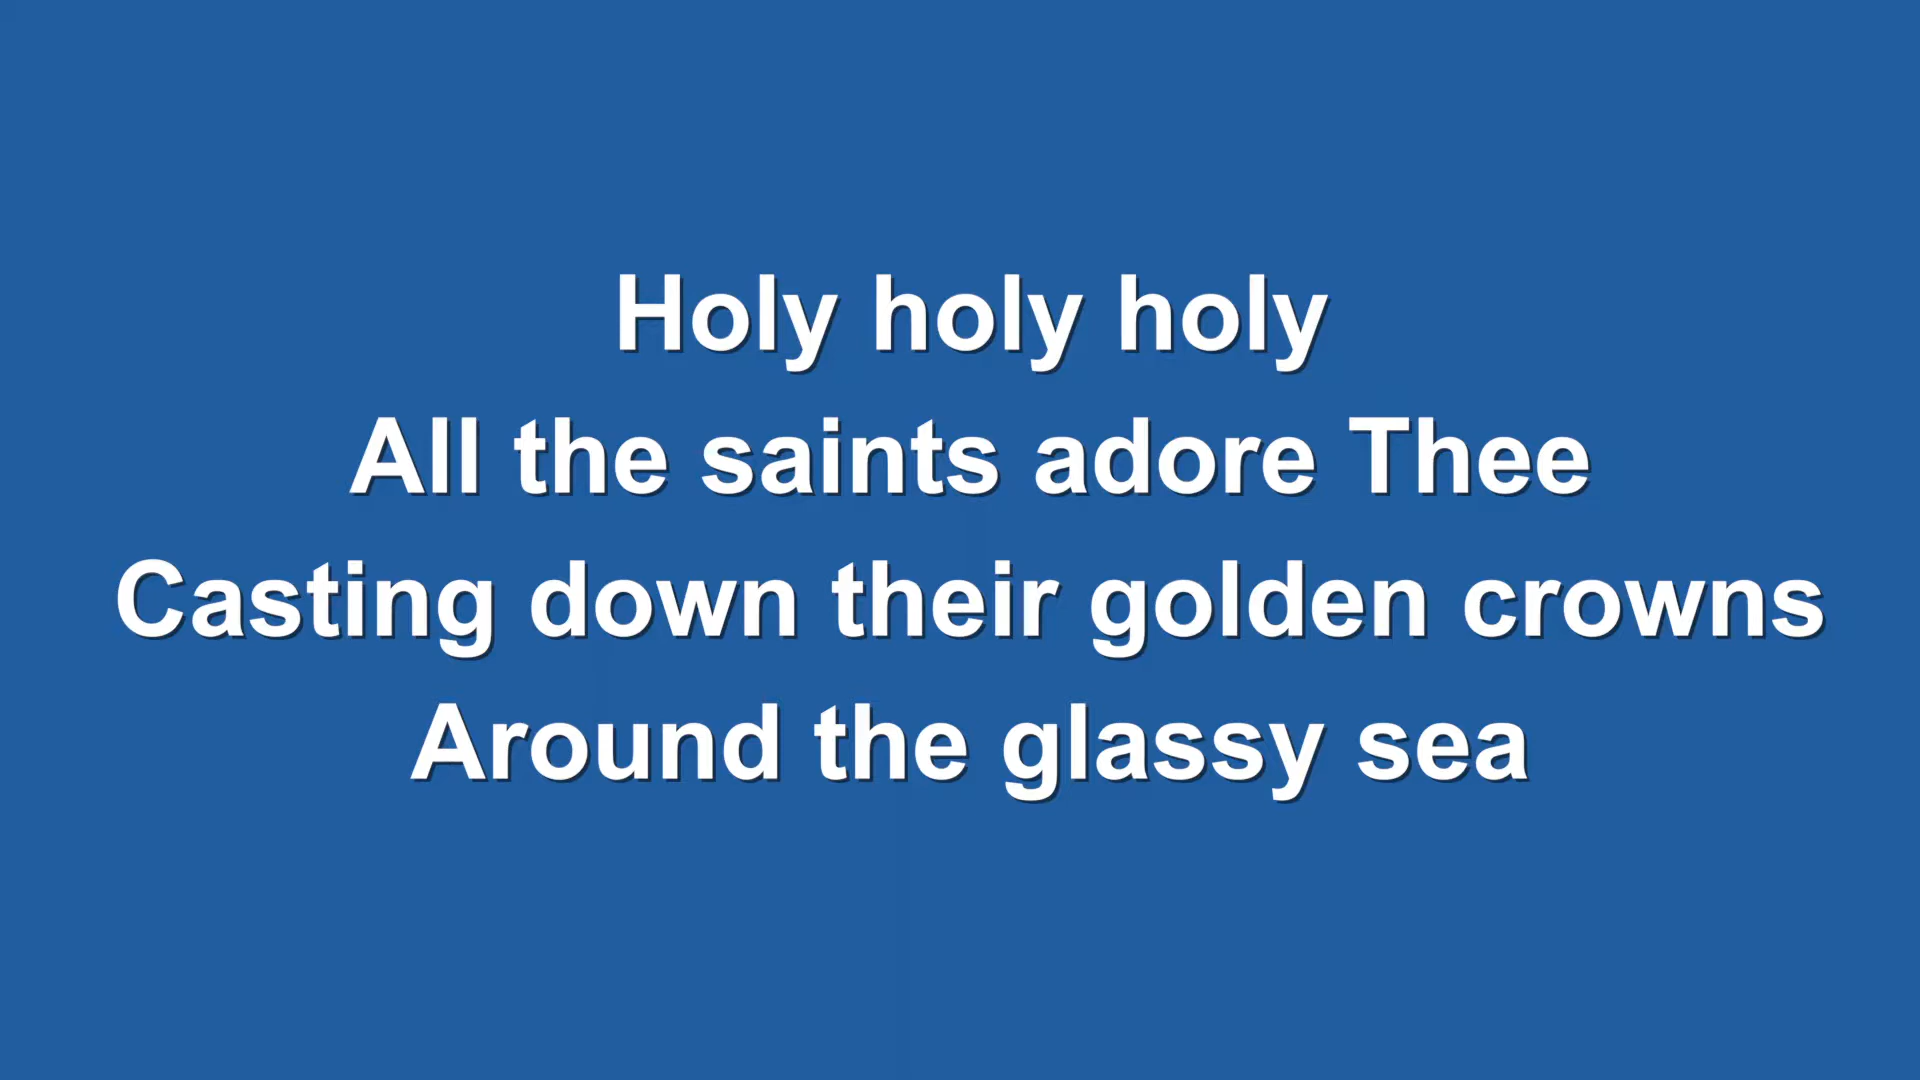 Holy holy holy
All the saints adore Thee
Casting down their golden crowns
Around the glassy sea